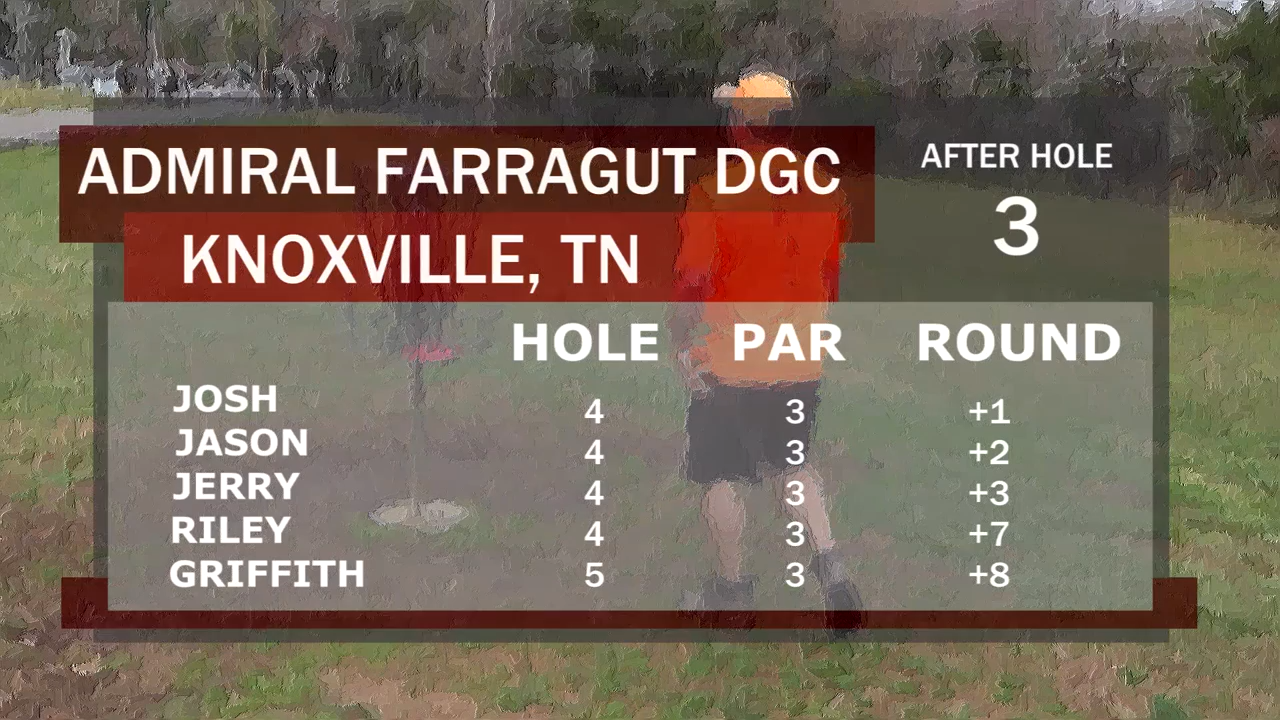 ADMIRAL FARRAGUT DGC
KNOXVILLE, TN
AFTER HOLE
3
HOLE PAR ROUND
JOSH 4 3 +1
JASON 4 3 +2
JERRY 4 3 +3
RILEY 4 3 +7
GRIFFITH 5 3 +8